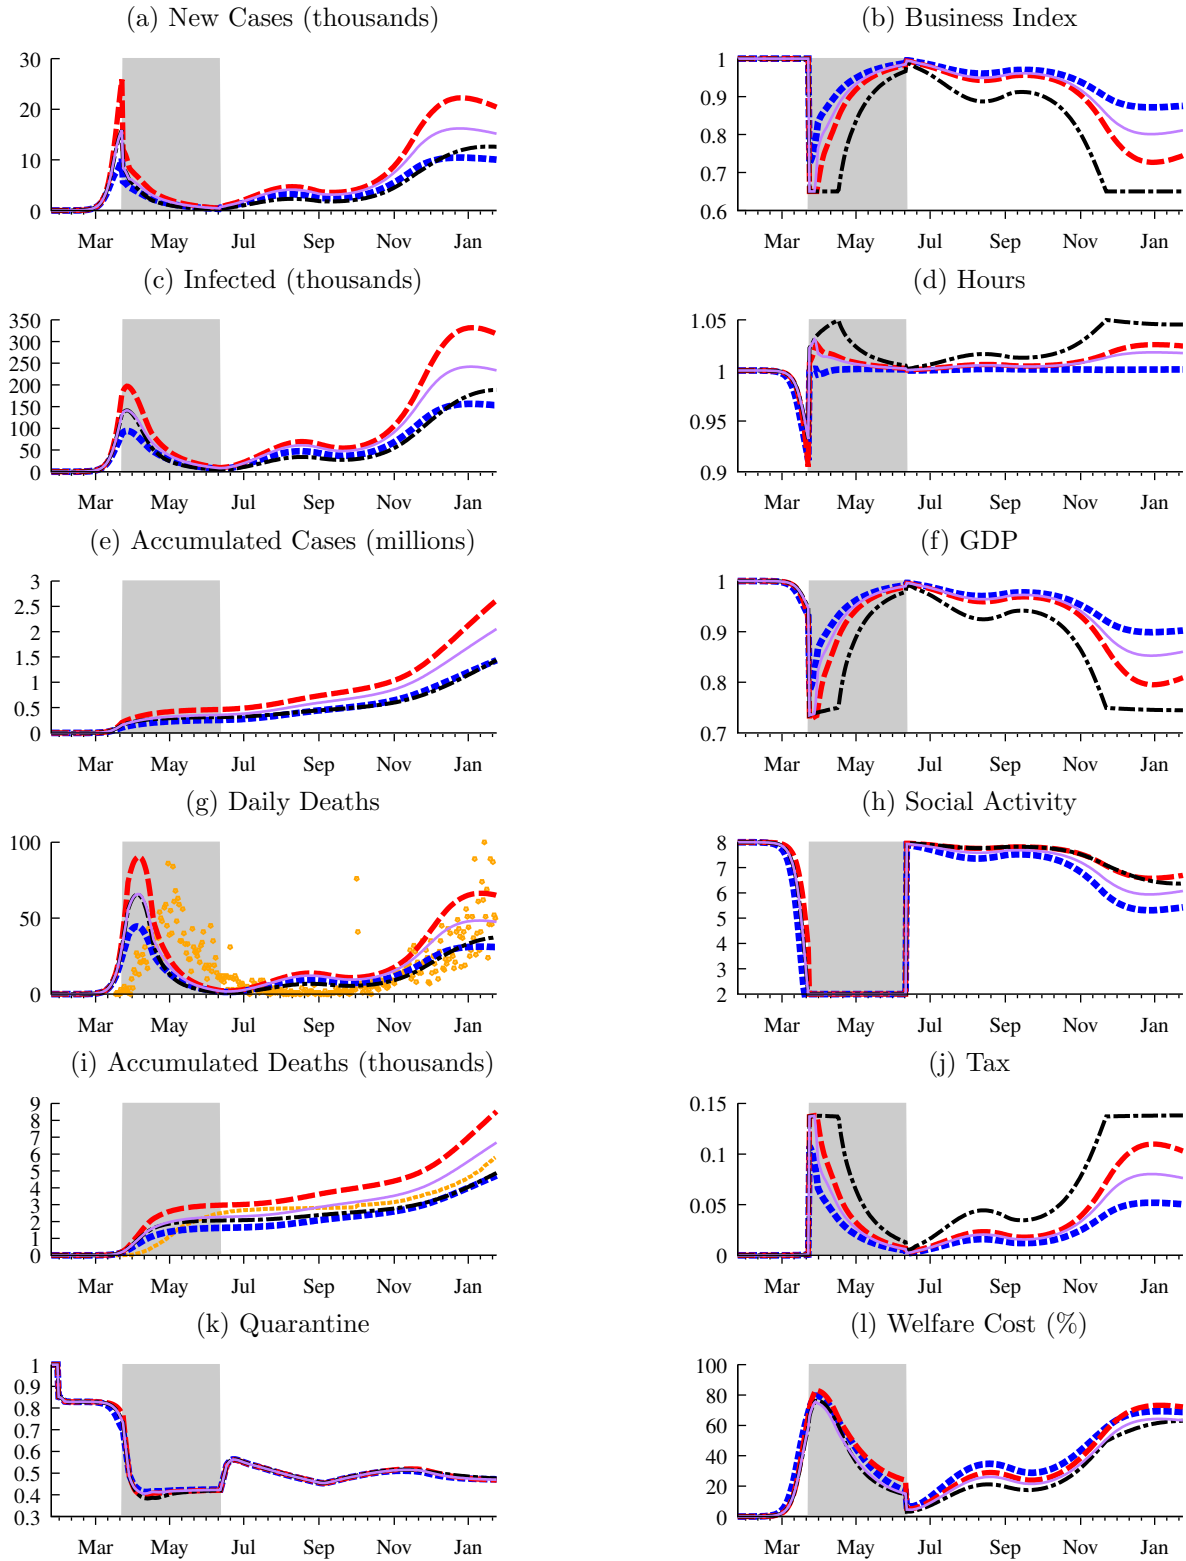 (a) New Cases (thousands)
30
20
10
0
Mar May Jul Sep Nov Jan
(b) Business Index
1
0.9
0.8
0.7
0.6
Mar May Jul Sep Nov Jan
(c) Infected (thousands)
350
300
250
200
150
100
50
0
Mar May Jul Sep Nov Jan
(d) Hours
1.05
1
0.95
0.9
Mar May Jul Sep Nov Jan
(e) Accumulated Cases (millions)
3
2.5
2
1.5
1
0.5
0
Mar May Jul Sep Nov Jan
(f) GDP
1
0.9
0.8
0.7
Mar May Jul Sep Nov Jan
(g) Daily Deaths
100
50
0
Mar May Jul Sep Nov Jan
(h) Social Activity
8
7
6
5
4
3
2
Mar May Jul Sep Nov Jan
(i) Accumulated Deaths (thousands)
9
8
7
6
5
4
3
2
1
0
Mar May Jul Sep Nov Jan
(j) Tax
0.15
0.1
0.05
0
Mar May Jul Sep Nov Jan
(k) Quarantine
1
0.9
0.8
0.7
0.6
0.5
0.4
0.3
Mar May Jul Sep Nov Jan
(l) Welfare Cost (%)
100
80
60
40
20
0
Mar May Jul Sep Nov Jan